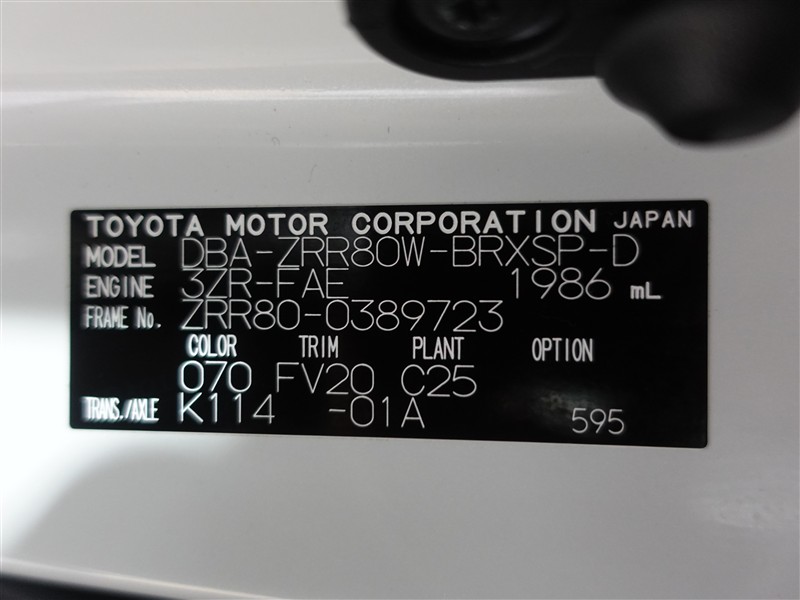 TOYOTA MOTOR CORPORATION JAPAN
MODEL DBA-ZRR80W-BRXSP-D
ENGINE 3ZR-FAE 1986 mL
FRAME No. ZRR80-0389723
COLOR TRIM PLANT OPTION
070 FV20 C25
TRANS./AXLE K114 -01A 595